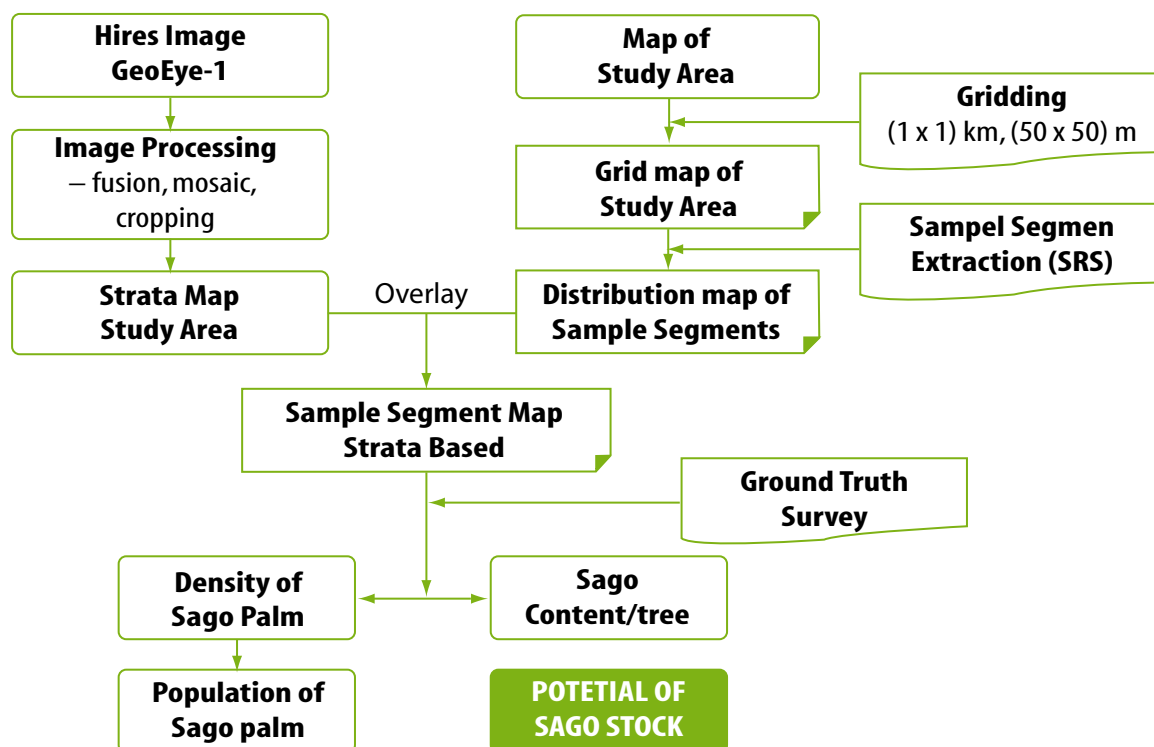 Hires Image
GeoEye-1
Map of
Study Area
Gridding
(1 x 1) km, (50 x 50) m
Image Processing
– fusion, mosaic,
cropping
Grid map of
Study Area
Sampel Segmen
Extraction (SRS)
Strata Map
Study Area
Overlay
Distribution map of
Sample Segments
Sample Segment Map
Strata Based
Ground Truth
Survey
Density of
Sago Palm
Sago
Content/tree
Population of
Sago palm
POTETIAL OF
SAGO STOCK